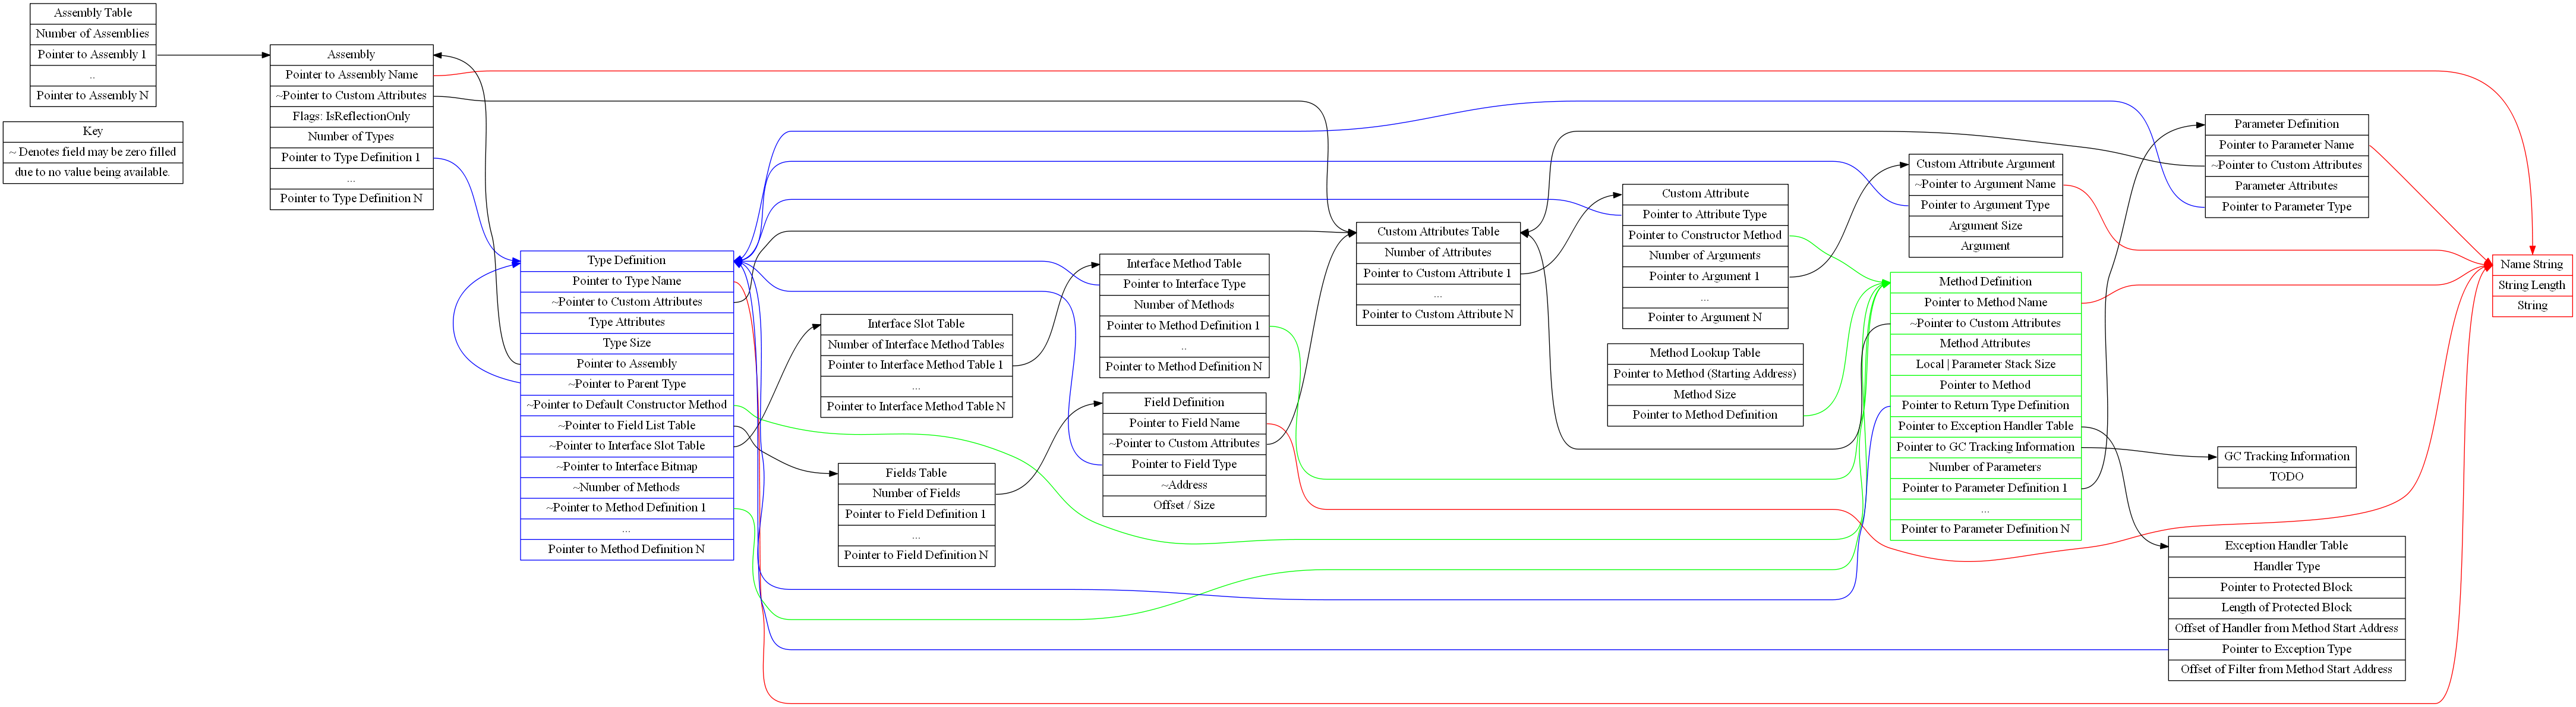 Assembly Table
Number of Assemblies
Pointer to Assembly 1
..
Pointer to Assembly N
Key
~ Denotes field may be zero filled
due to no value being available.
Assembly
Pointer to Assembly Name
~Pointer to Custom Attributes
Flags: IsReflectionOnly
Number of Types
Pointer to Type Definition 1
...
Pointer to Type Definition N
Type Definition
Pointer to Type Name
~Pointer to Custom Attributes
Type Attributes
Type Size
Pointer to Assembly
~Pointer to Parent Type
~Pointer to Default Constructor Method
~Pointer to Field List Table
~Pointer to Interface Slot Table
~Pointer to Interface Bitmap
~Number of Methods
~Pointer to Method Definition 1
...
Pointer to Method Definition N
Interface Slot Table
Number of Interface Method Tables
Pointer to Interface Method Table 1
...
Pointer to Interface Method Table N
Fields Table
Number of Fields
Pointer to Field Definition 1
...
Pointer to Field Definition N
Interface Method Table
Pointer to Interface Type
Number of Methods
Pointer to Method Definition 1
..
Pointer to Method Definition N
Field Definition
Pointer to Field Name
~Pointer to Custom Attributes
Pointer to Field Type
~Address
Offset / Size
Custom Attributes Table
Number of Attributes
Pointer to Custom Attribute 1
...
Pointer to Custom Attribute N
Custom Attribute
Pointer to Attribute Type
Pointer to Constructor Method
Number of Arguments
Pointer to Argument 1
...
Pointer to Argument N
Method Lookup Table
Pointer to Method (Starting Address)
Method Size
Pointer to Method Definition
Custom Attribute Argument
~Pointer to Argument Name
Pointer to Argument Type
Argument Size
Argument
Method Definition
Pointer to Method Name
~Pointer to Custom Attributes
Method Attributes
Local | Parameter Stack Size
Pointer to Method
Pointer to Return Type Definition
Pointer to Exception Handler Table
Pointer to GC Tracking Information
Number of Parameters
Pointer to Parameter Definition 1
...
Pointer to Parameter Definition N
Parameter Definition
Pointer to Parameter Name
~Pointer to Custom Attributes
Parameter Attributes
Pointer to Parameter Type
GC Tracking Information
TODO
Exception Handler Table
Handler Type
Pointer to Protected Block
Length of Protected Block
Offset of Handler from Method Start Address
Pointer to Exception Type
Offset of Filter from Method Start Address
Name String
String Length
String